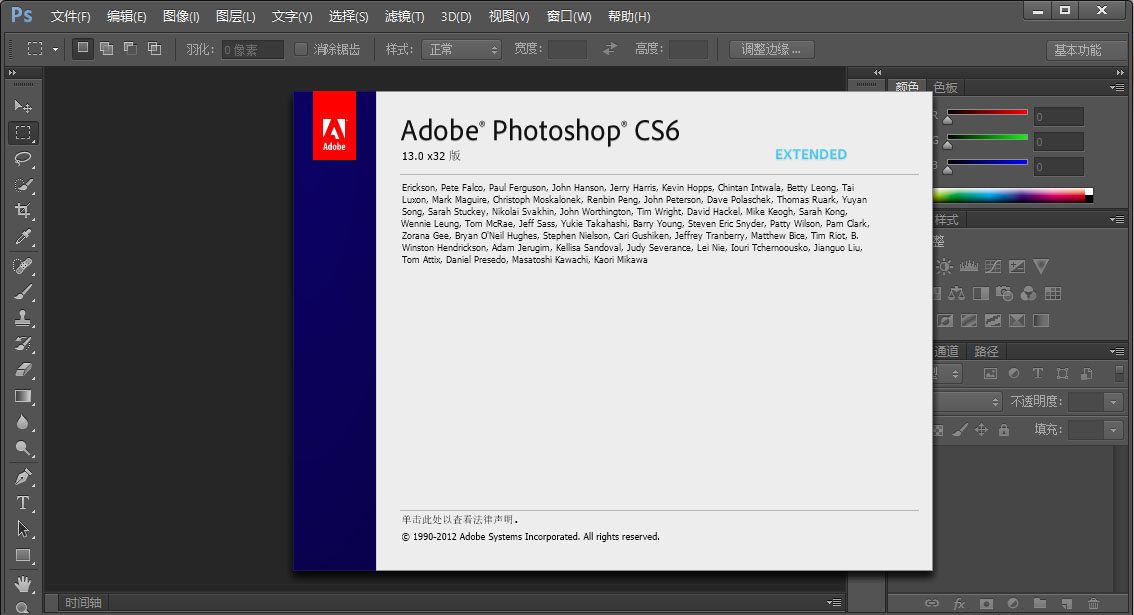 Ps 文件(F) 编辑(E) 图像(I) 图层(L) 文字(Y) 选择(S) 滤镜(T) 3D(D) 视图(V) 窗口(W) 帮助(H)
羽化: 0 像素 消除锯齿 样式: 正常 宽度: 高度: 调整边缘... 基本功能
颜色 色板
Adobe
Adobe® Photoshop® CS6
13.0 x32 版
EXTENDED
R 0
G 0
B 0
Erickson, Pete Falco, Paul Ferguson, John Hanson, Jerry Harris, Kevin Hopps, Chintan Intwala, Betty Leong, Tai
Luxon, Mark Maguire, Christoph Moskalonek, Renbin Peng, John Peterson, Dave Polaschek, Thomas Ruark, Yuyan
Song, Sarah Stuckey, Nikolai Svakhin, John Worthington, Tim Wright, David Hackel, Mike Keogh, Sarah Kong,
Wennie Leung, Tom McRae, Jeff Sass, Yukie Takahashi, Barry Young, Steven Eric Snyder, Patty Wilson, Pam Clark,
Zorana Gee, Bryan O'Neil Hughes, Stephen Nielson, Cari Gushiken, Jeffrey Tranberry, Matthew Bice, Tim Riot, B.
Winston Hendrickson, Adam Jerugim, Kellisa Sandoval, Judy Severance, Lei Nie, Iouri Tchernoousko, Jianguo Liu,
Tom Attix, Daniel Presedo, Masatoshi Kawachi, Kaori Mikawa
样式
整
通道 路径
型
不透明度:
填充:
单击此处以查看法律声明.
© 1990-2012 Adobe Systems Incorporated. All rights reserved.
时间轴
fx